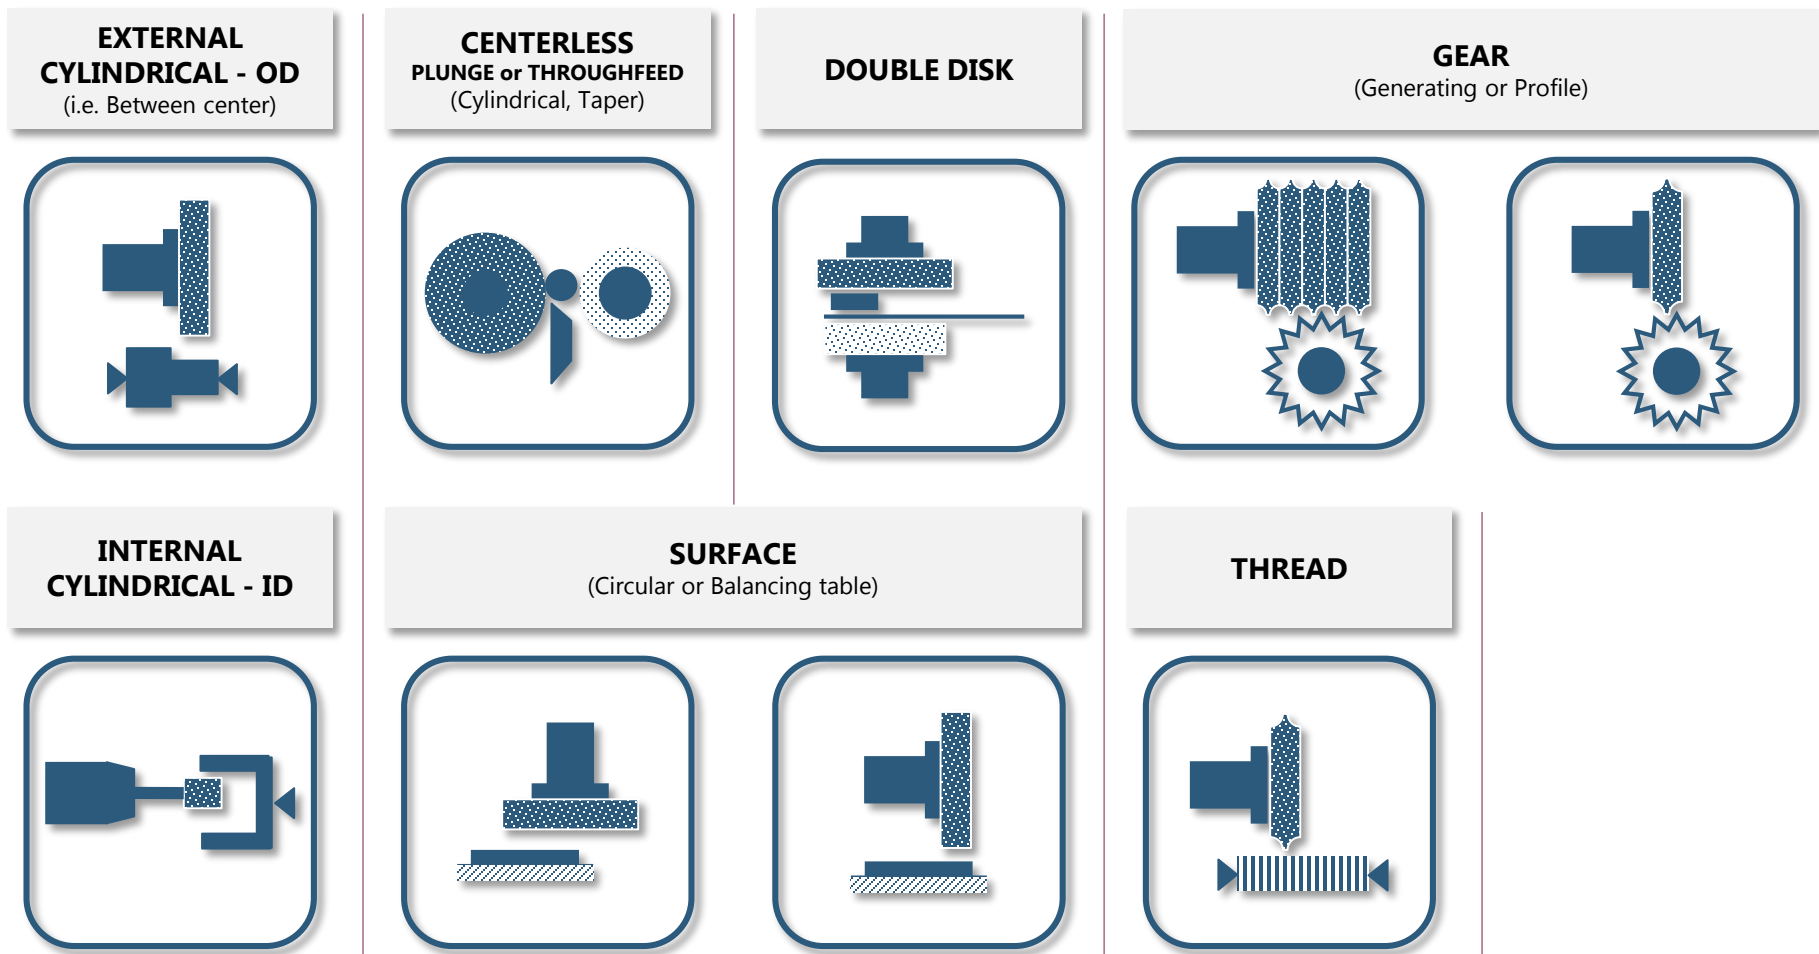 EXTERNAL
CYLINDRICAL - OD
(i.e. Between center)
CENTERLESS
PLUNGE or THROUGHFEED
(Cylindrical, Taper)
DOUBLE DISK
GEAR
(Generating or Profile)
INTERNAL
CYLINDRICAL - ID
SURFACE
(Circular or Balancing table)
THREAD